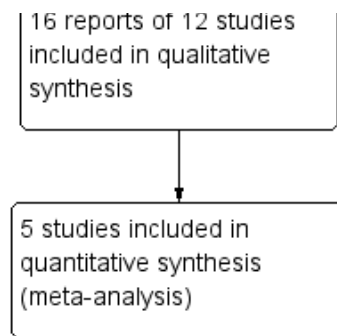 16 reports of 12 studies
included in qualitative
synthesis
5 studies included in
quantitative synthesis
(meta-analysis)